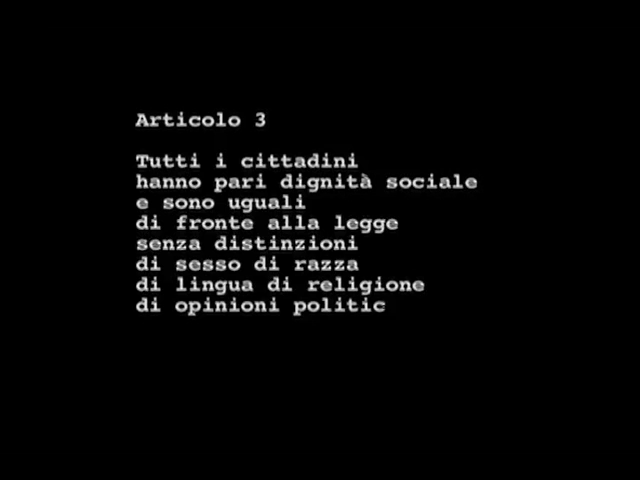 Articolo 3
Tutti i cittadini
hanno pari dignità sociale
e sono uguali
di fronte alla legge
senza distinzioni
di sesso di razza
di lingua di religione
di opinioni politic